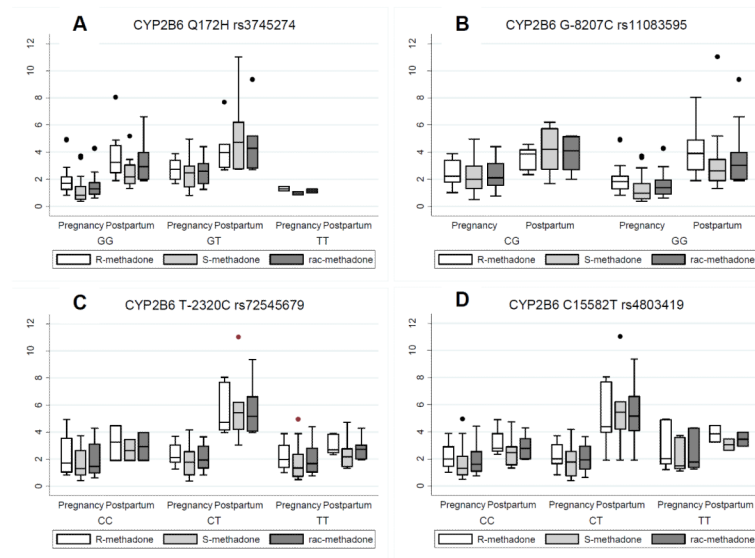 A
CYP2B6 Q172H rs3745274
12
10
8
6
4
2
0
Pregnancy Postpartum Pregnancy Postpartum Pregnancy Postpartum
GG GT TT
R-methadone S-methadone rac-methadone
B
CYP2B6 G-8207C rs11083595
12
10
8
6
4
2
0
Pregnancy Postpartum Pregnancy Postpartum
CG GG
R-methadone S-methadone rac-methadone
C
CYP2B6 T-2320C rs72545679
12
10
8
6
4
2
0
Pregnancy Postpartum Pregnancy Postpartum Pregnancy Postpartum
CC CT TT
R-methadone S-methadone rac-methadone
D
CYP2B6 C15582T rs4803419
12
10
8
6
4
2
0
Pregnancy Postpartum Pregnancy Postpartum Pregnancy Postpartum
CC CT TT
R-methadone S-methadone rac-methadone